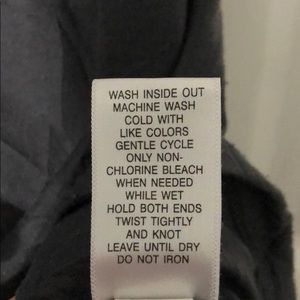 WASH INSIDE OUT
MACHINE WASH
COLD WITH
LIKE COLORS
GENTLE CYCLE
ONLY NON-
CHLORINE BLEACH
WHEN NEEDED
WHILE WET
HOLD BOTH ENDS
TWIST TIGHTLY
AND KNOT
LEAVE UNTIL DRY
DO NOT IRON